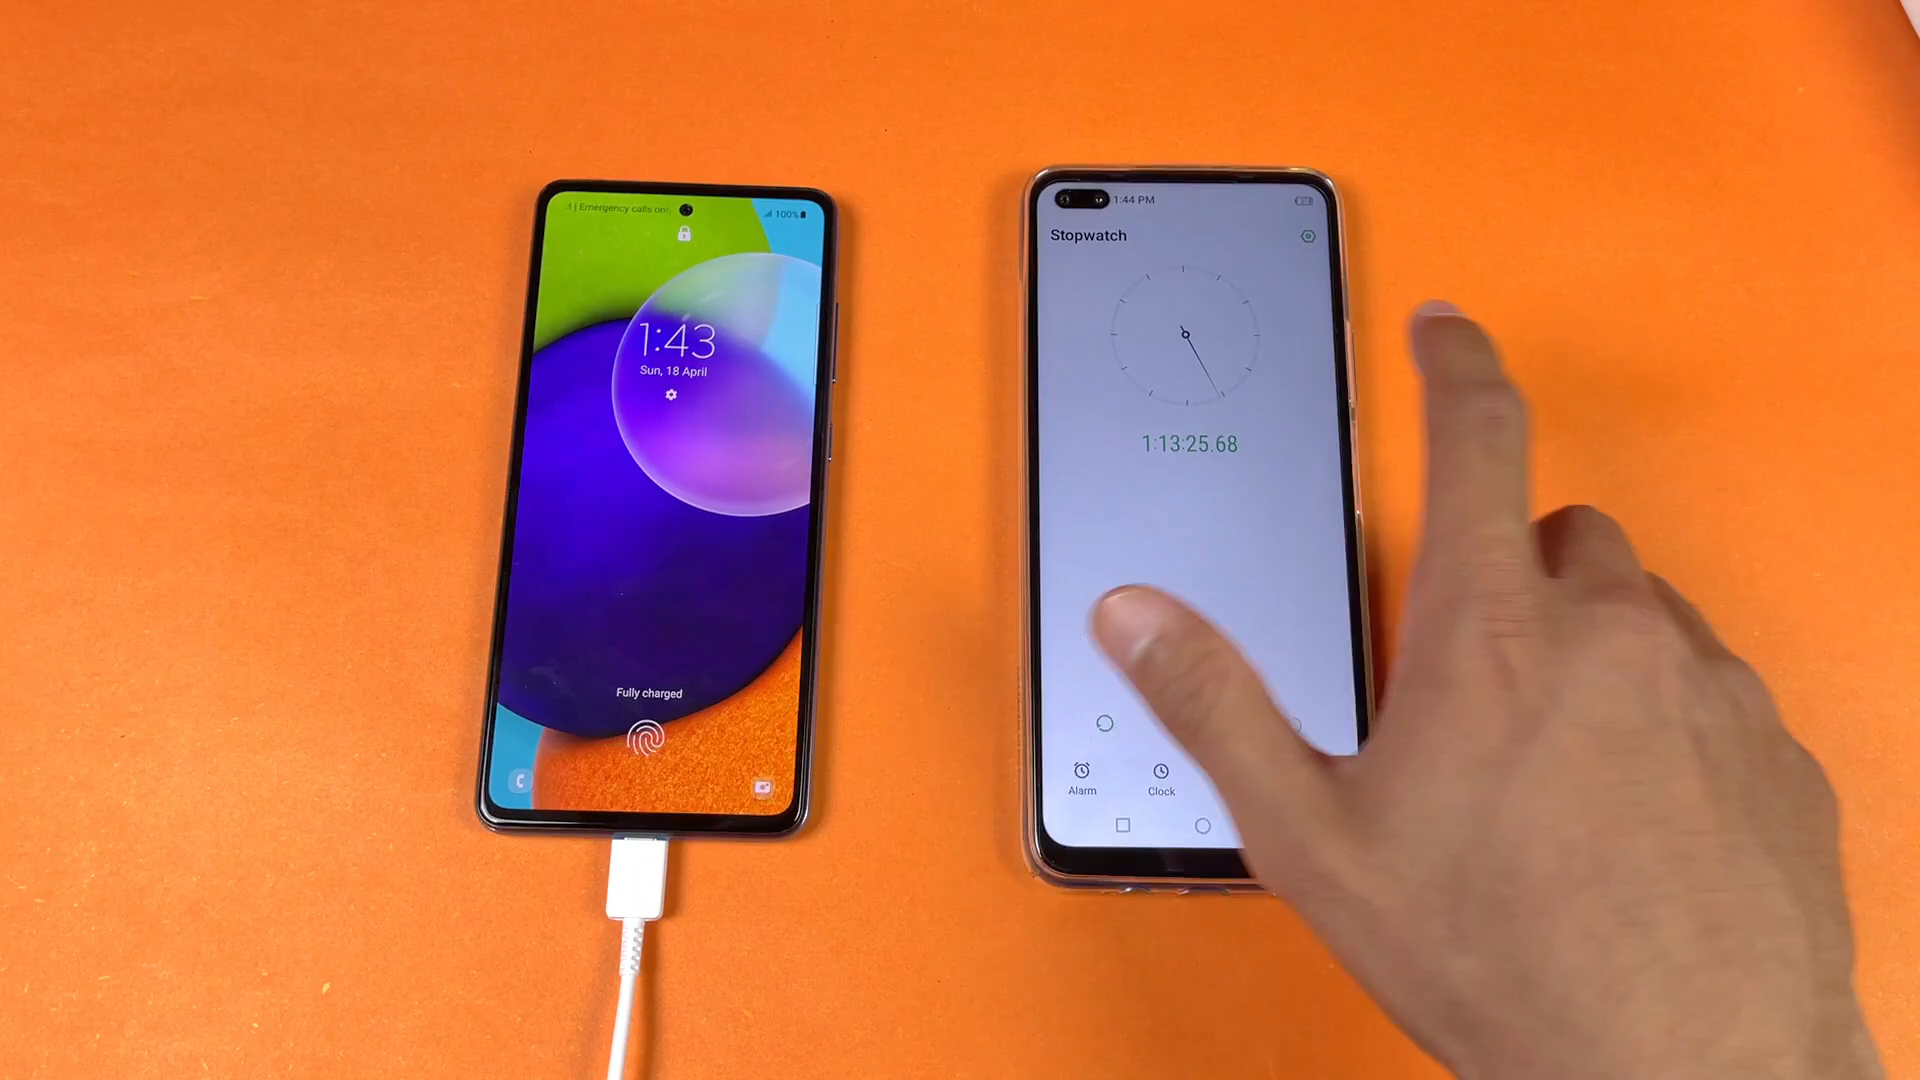 Emergency calls onl
100%
1:43
Sun, 18 April
Fully charged
1:44 PM
Stopwatch
1:13:25.68
Alarm
Clock